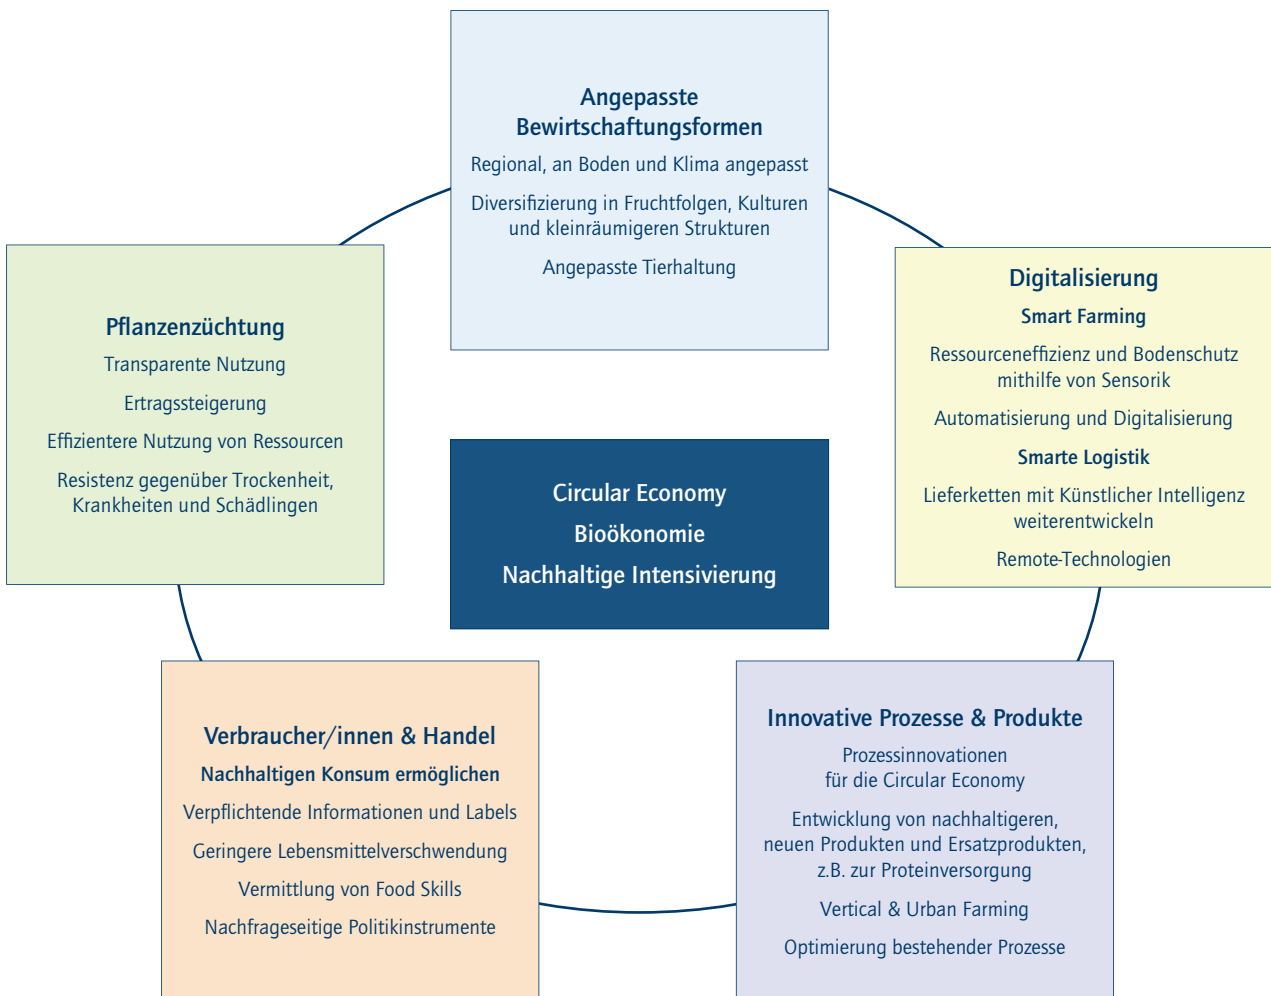 Angepasste
Bewirtschaftungsformen
Regional, an Boden und Klima angepasst
Diversifizierung in Fruchtfolgen, Kulturen
und kleinräumigeren Strukturen
Angepasste Tierhaltung
Pflanzenzüchtung
Transparente Nutzung
Ertragssteigerung
Effizientere Nutzung von Ressourcen
Resistenz gegenüber Trockenheit,
Krankheiten und Schädlingen
Digitalisierung
Smart Farming
Ressourceneffizienz und Bodenschutz
mithilfe von Sensorik
Automatisierung und Digitalisierung
Smarte Logistik
Lieferketten mit Künstlicher Intelligenz
weiterentwickeln
Remote-Technologien
Circular Economy
Bioökonomie
Nachhaltige Intensivierung
Verbraucher/innen & Handel
Nachhaltigen Konsum ermöglichen
Verpflichtende Informationen und Labels
Geringere Lebensmittelverschwendung
Vermittlung von Food Skills
Nachfrageseitige Politikinstrumente
Innovative Prozesse & Produkte
Prozessinnovationen
für die Circular Economy
Entwicklung von nachhaltigeren,
neuen Produkten und Ersatzprodukten,
z.B. zur Proteinversorgung
Vertical & Urban Farming
Optimierung bestehender Prozesse